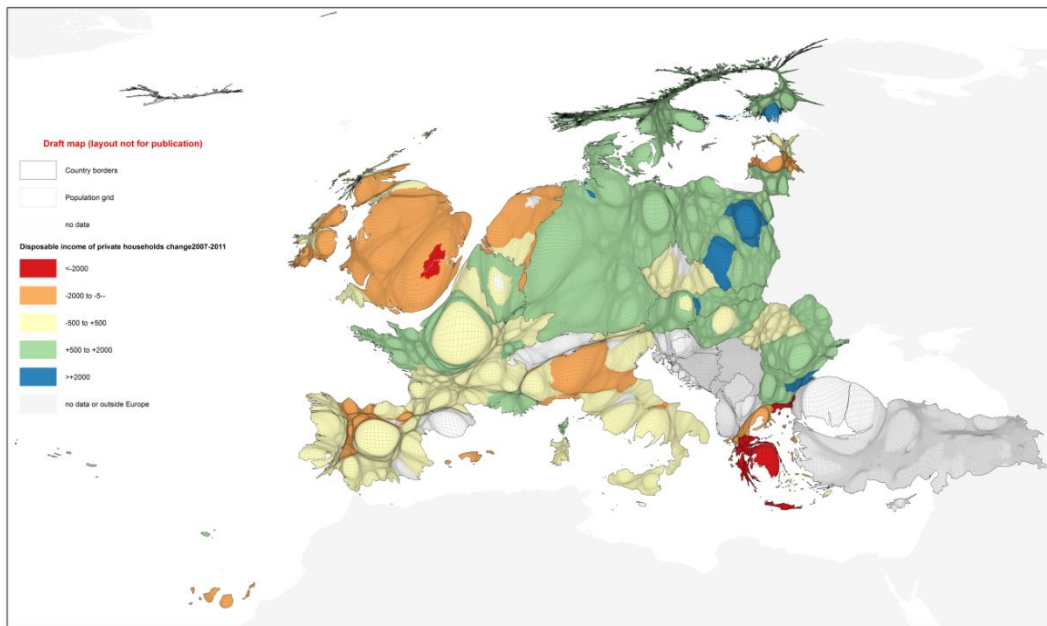 Draft map (layout not for publication)
Country borders
Population grid
no data
Disposable income of private households change2007-2011
<-2000
-2000 to -5--
-500 to +500
+500 to +2000
>+2000
no data or outside Europe